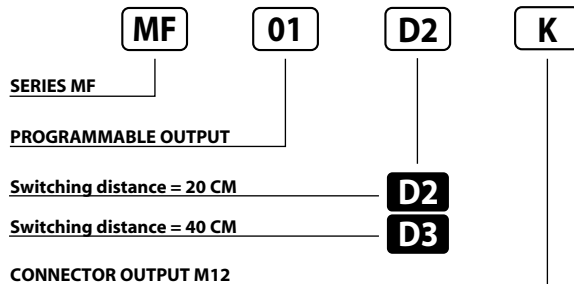 MF 01 D2 K
SERIES MF
PROGRAMMABLE OUTPUT
Switching distance = 20 CM D2
Switching distance = 40 CM D3
CONNECTOR OUTPUT M12